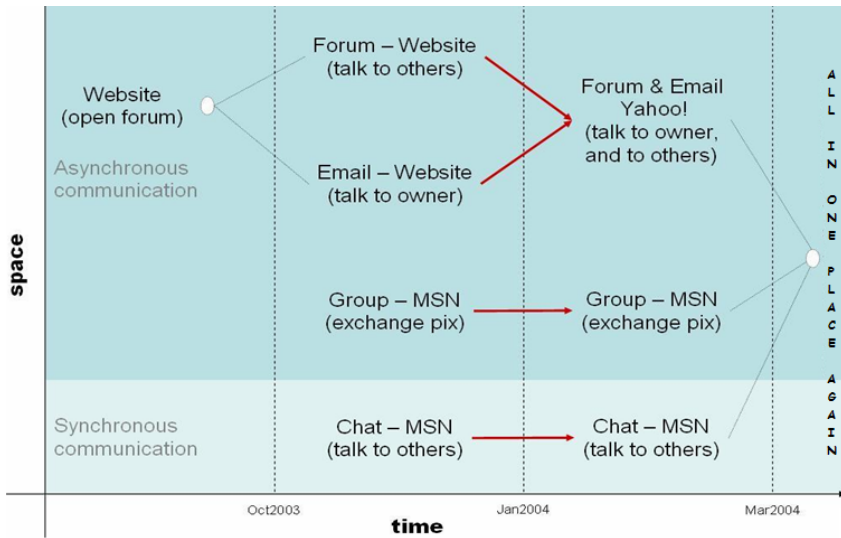 Website
(open forum)
Asynchronous
communication
Forum – Website
(talk to others)
Email – Website
(talk to owner)
Forum & Email
Yahoo!
(talk to owner,
and to others)
Group – MSN
(exchange pix)
Group – MSN
(exchange pix)
Synchronous
communication
Chat – MSN
(talk to others)
Chat – MSN
(talk to others)
ALL IN ONE PLACE AGAIN
space
Oct2003
Jan2004
Mar2004
time